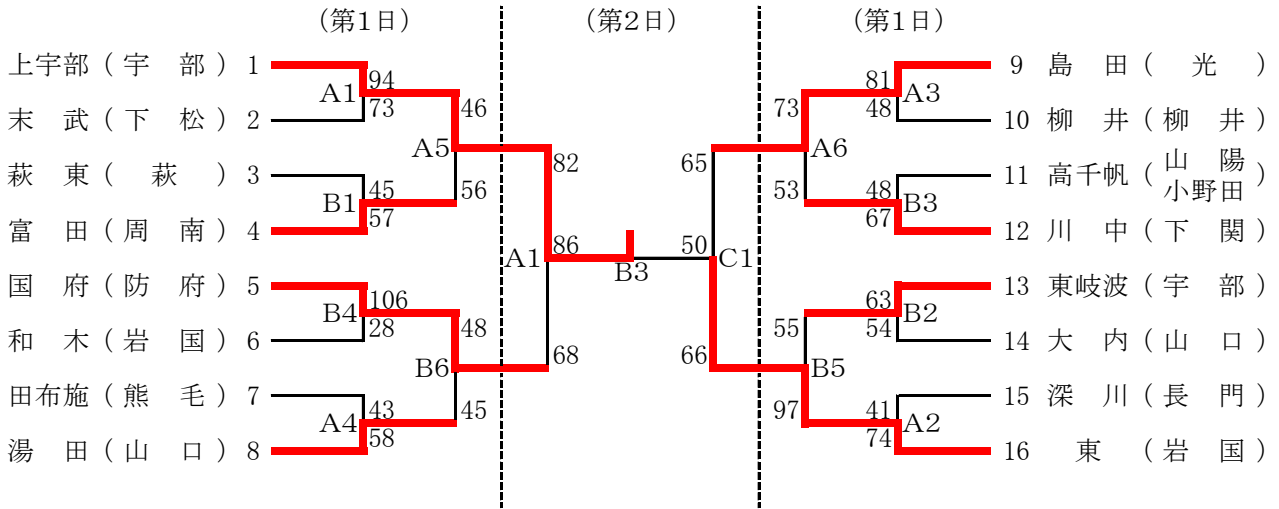 (第1日) (第2日) (第1日)
上宇部 ( 宇 部 ) 1 94 81 9 島 田 ( 光 )
A1 A3
末 武 ( 下 松 ) 2 73 46 73 48 10 柳 井 ( 柳 井 )
A5 82 65 A6
萩 東 ( 萩 ) 3 45 56 53 48 11 高千帆 ( 山 陽 小野田 )
B1 B3
富 田 ( 周 南 ) 4 57 67 12 川 中 ( 下 関 )
A1 86 B3 50 C1
国 府 ( 防 府 ) 5 106 63 13 東岐波 ( 宇 部 )
B4 B2
和 木 ( 岩 国 ) 6 28 48 55 54 14 大 内 ( 山 口 )
B6 68 66 B5
田布施 ( 熊 毛 ) 7 43 45 97 41 15 深 川 ( 長 門 )
A4 A2
湯 田 ( 山 口 ) 8 58 74 16 東 ( 岩 国 )